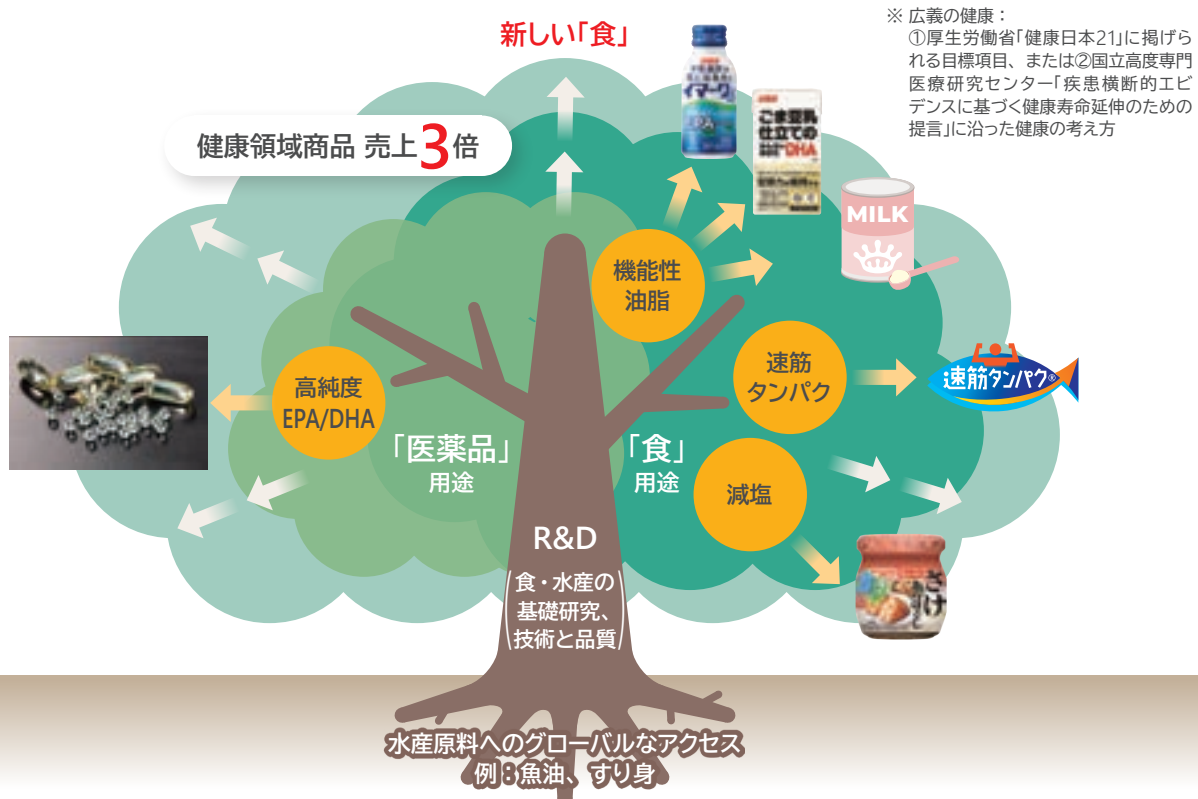 新しい「食」
※ 広義の健康：
①厚生労働省「健康日本21」に掲げら
れる目標項目、または②国立高度専門
医療研究センター「疾患横断的エビ
デンスに基づく健康寿命延伸のための
提言」に沿った健康の考え方
健康領域商品 売上3倍
イマーク
ごま豆乳
仕立ての
DHA
MILK
機能性
油脂
速筋
タンパク
速筋タンパク®
高純度
EPA/DHA
「医薬品」
用途
「食」
用途
減塩
さけ
R&D
(食・水産の
基礎研究、
技術と品質)
水産原料へのグローバルなアクセス
例：魚油、すり身